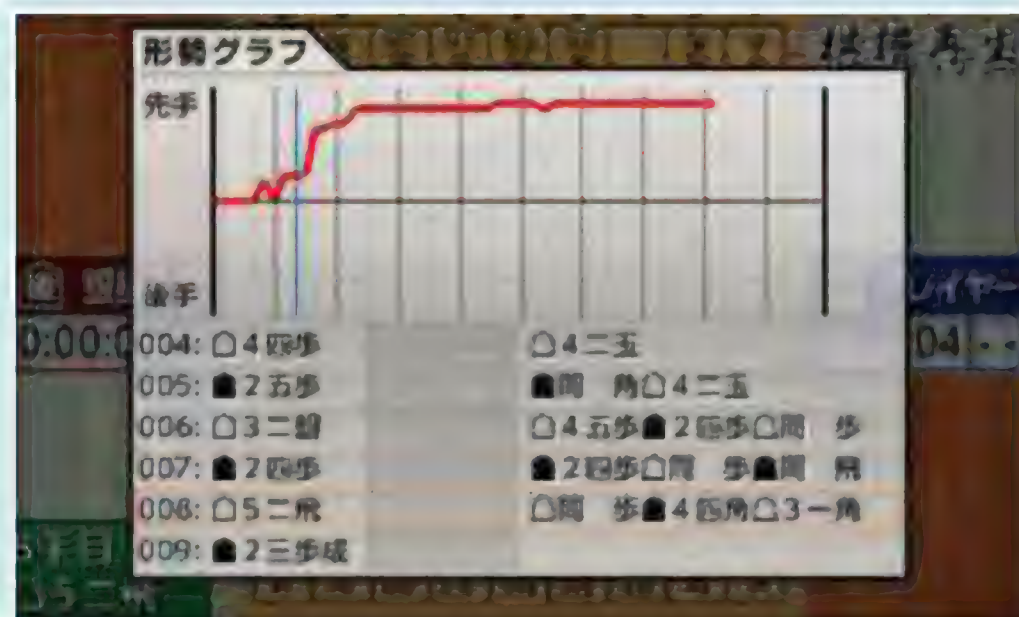 形勢グラフ
先手
後手
004: ☖4四歩 ☖4二玉
005: ☗2五歩 ☗同 角☖4二玉
006: ☖3二銀 ☖4五歩☗2四歩☖同 歩
007: ☗2四歩 ☗2四歩☖同 歩☗同 飛
008: ☖5二飛 ☖同 歩☗4四角☖3一角
009: ☗2三歩成